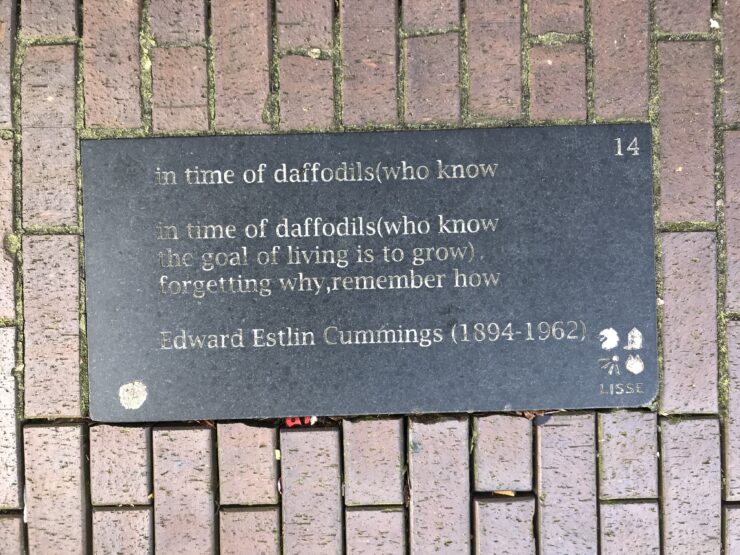 14
in time of daffodils(who know
in time of daffodils(who know
the goal of living is to grow)
forgetting why,remember how
Edward Estlin Cummings (1894-1962)
LISSE